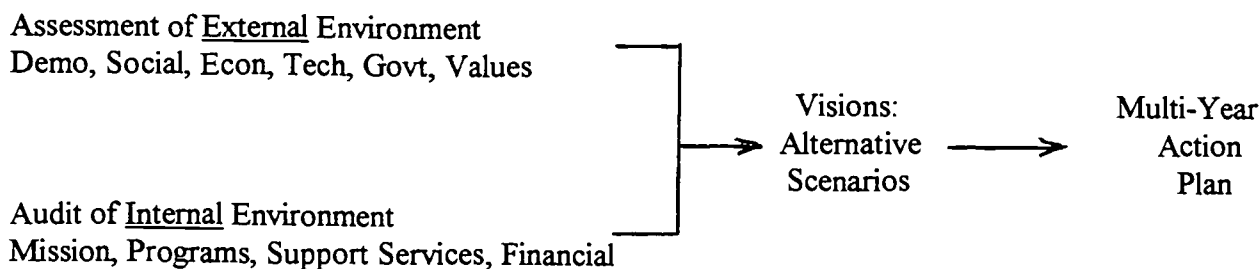 Assessment of External Environment
Demo, Social, Econ, Tech, Govt, Values
Audit of Internal Environment
Mission, Programs, Support Services, Financial
Visions:
Alternative
Scenarios
Multi-Year
Action
Plan